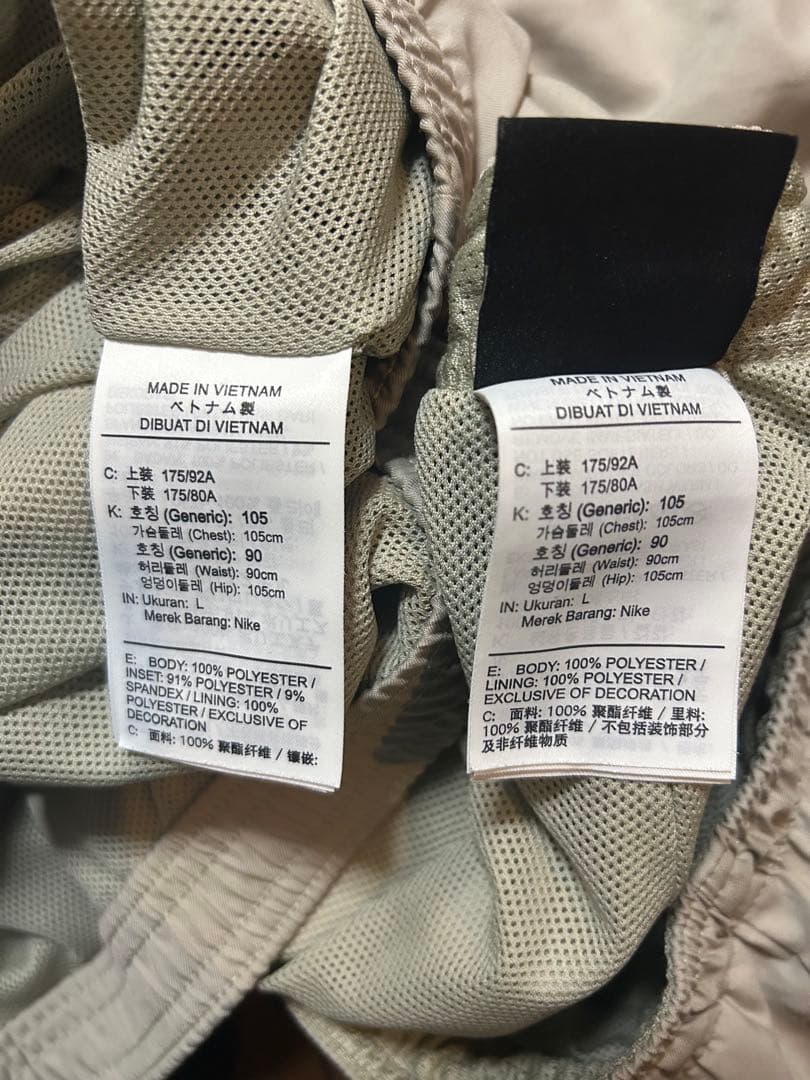 MADE IN VIETNAM
ベトナム製
DIBUAT DI VIETNAM
C: 上装 175/92A
下装 175/80A
K: 호칭 (Generic): 105
가슴둘레 (Chest): 105cm
호칭 (Generic): 90
허리둘레 (Waist): 90cm
엉덩이둘레 (Hip): 105cm
IN: Ukuran: L
Merek Barang: Nike
E: BODY: 100% POLYESTER /
INSET: 91% POLYESTER / 9%
SPANDEX / LINING: 100%
POLYESTER / EXCLUSIVE OF
DECORATION
C: 面料: 100% 聚酯纤维 / 镶嵌:
MADE IN VIETNAM
ベトナム製
DIBUAT DI VIETNAM
C: 上装 175/92A
下装 175/80A
K: 호칭 (Generic): 105
가슴둘레 (Chest): 105cm
호칭 (Generic): 90
허리둘레 (Waist): 90cm
엉덩이둘레 (Hip): 105cm
IN: Ukuran: L
Merek Barang: Nike
E: BODY: 100% POLYESTER /
LINING: 100% POLYESTER /
EXCLUSIVE OF DECORATION
C: 面料: 100% 聚酯纤维 / 里料:
100% 聚酯纤维 / 不包括装饰部分
及非纤维物质